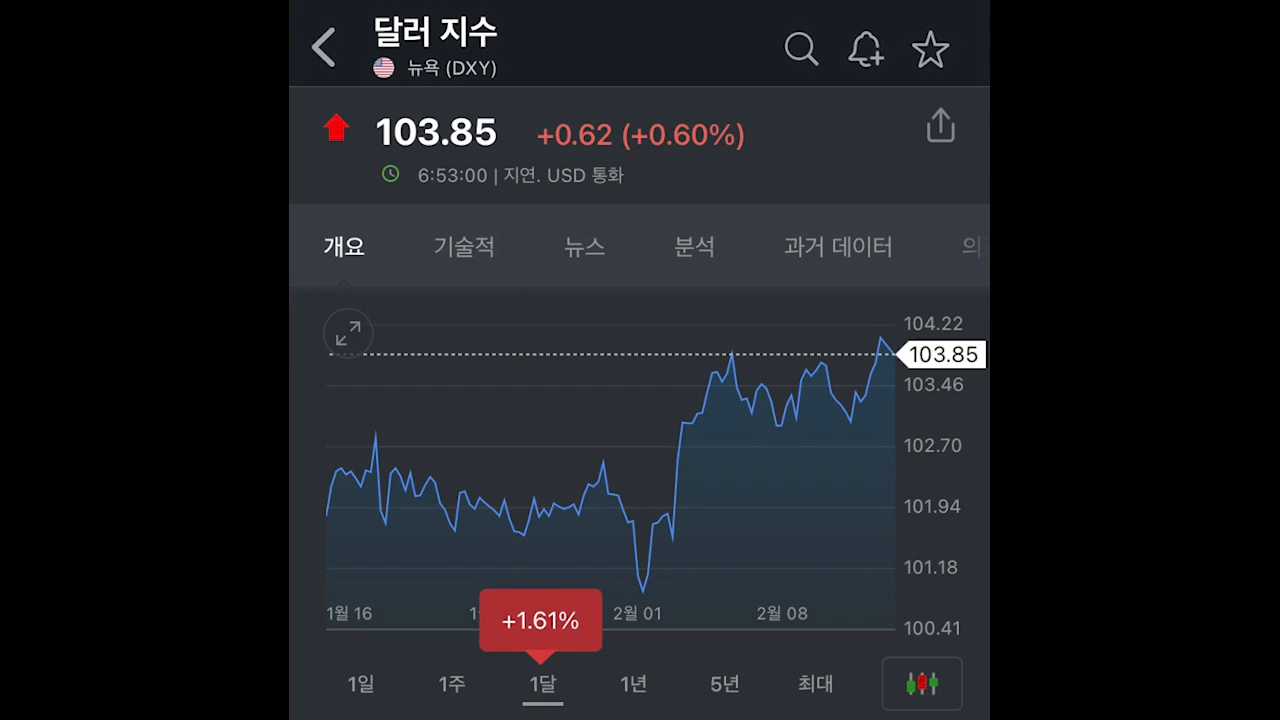 달러 지수
뉴욕 (DXY)
103.85 +0.62 (+0.60%)
6:53:00 | 지연. USD 통화
개요 기술적 뉴스 분석 과거 데이터
104.22
103.85
103.46
102.70
101.94
101.18
1월 16 2월 01 2월 08
100.41
+1.61%
1일 1주 1달 1년 5년 최대